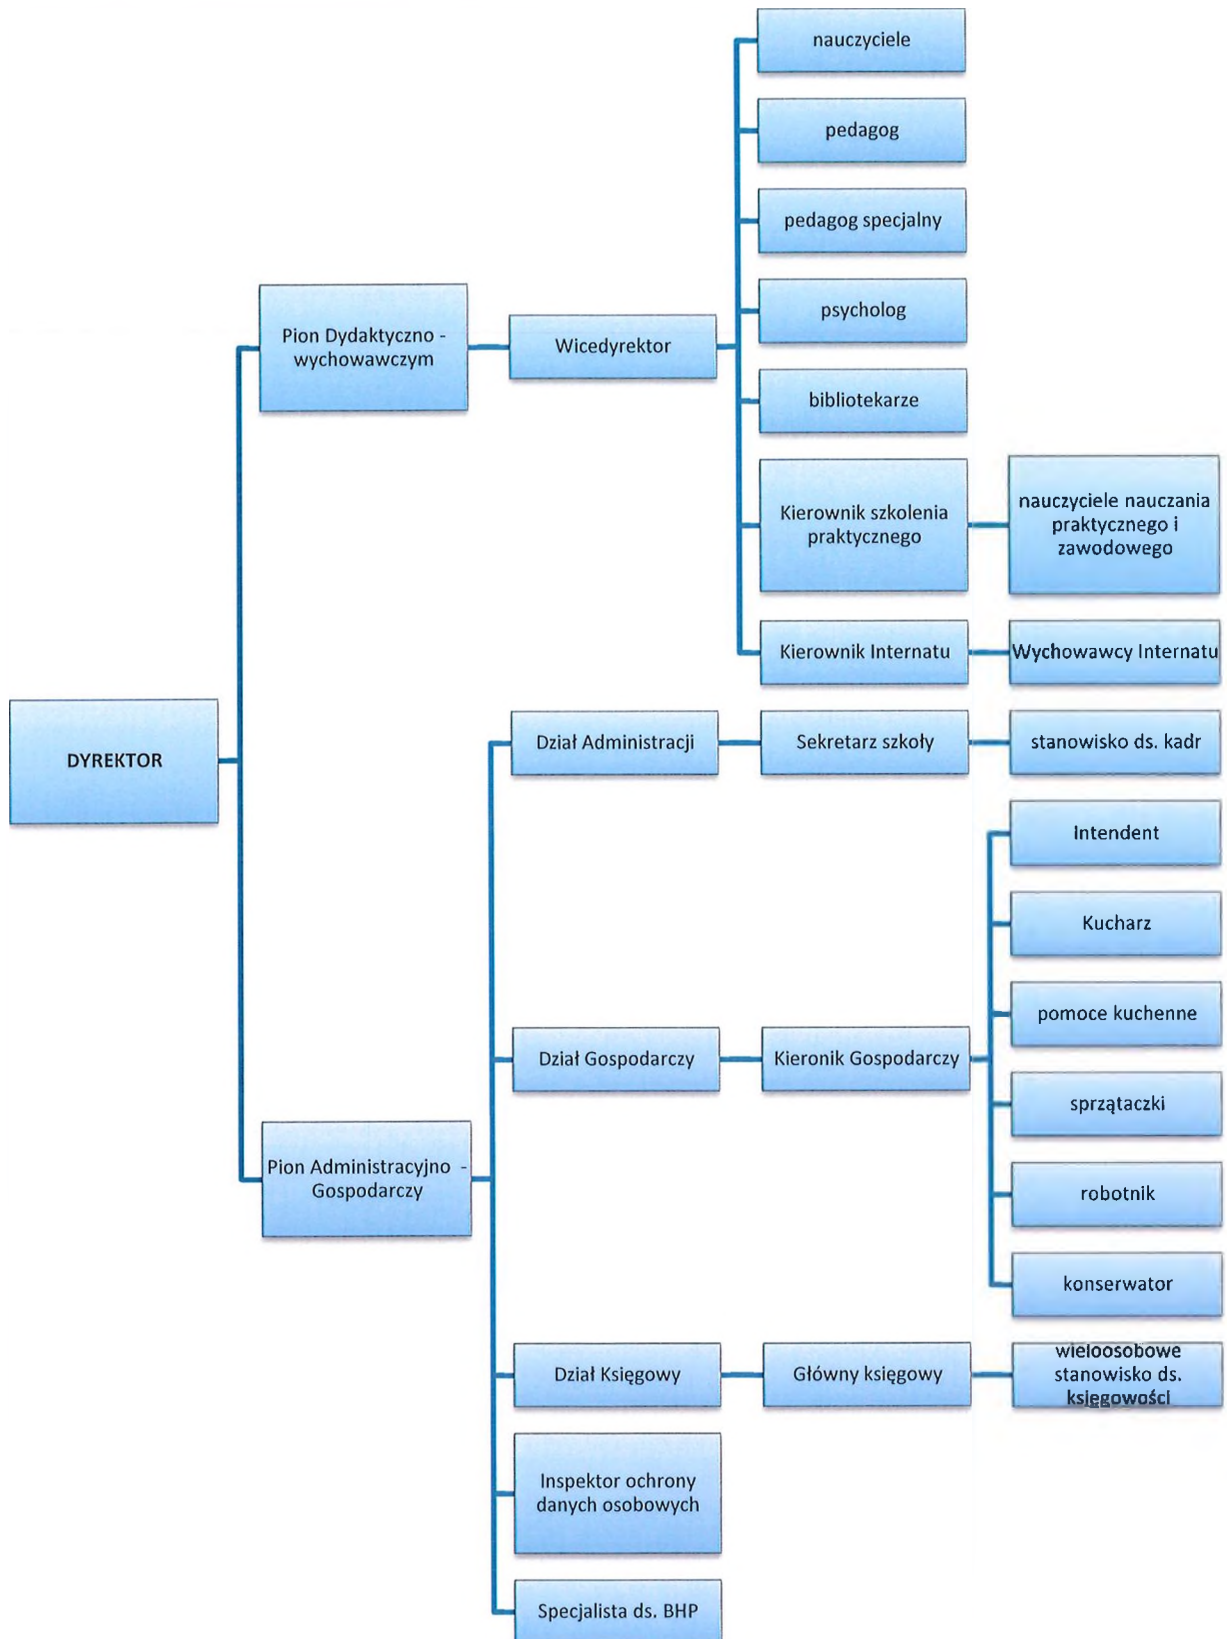 nauczyciele
pedagog
pedagog specjalny
psycholog
bibliotekarze
Pion Dydaktyczno -
wychowawczym
Wicedyrektor
Kierownik szkolenia
praktycznego
nauczyciele nauczania
praktycznego i
zawodowego
Kierownik Internatu
Wychowawcy Internatu
DYREKTOR
Dział Administracji
Sekretarz szkoły
stanowisko ds. kadr
Intendent
Kucharz
pomoce kuchenne
Dział Gospodarczy
Kieronik Gospodarczy
sprzątaczki
robotnik
konserwator
Pion Administracyjno -
Gospodarczy
Dział Księgowy
Główny księgowy
wieloosobowe
stanowisko ds.
księgowości
Inspektor ochrony
danych osobowych
Specjalista ds. BHP